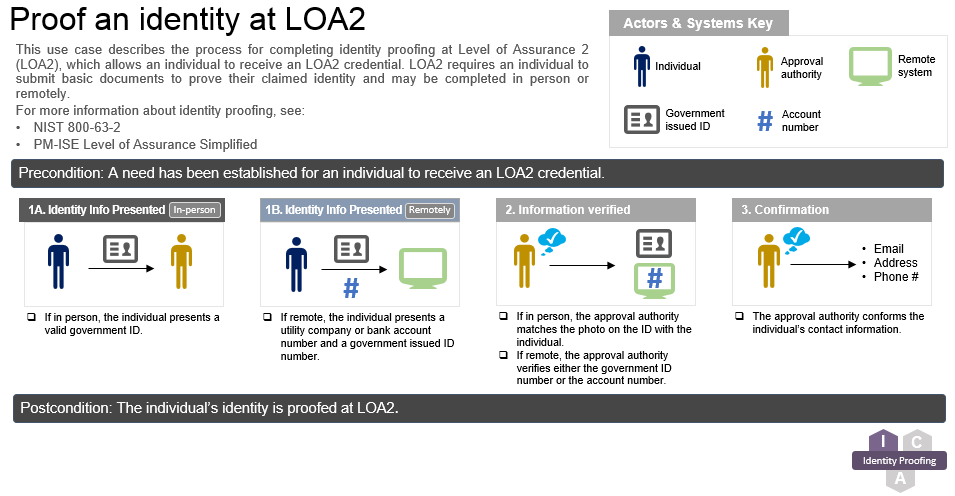 Proof an identity at LOA2
This use case describes the process for completing identity proofing at Level of Assurance 2
(LOA2), which allows an individual to receive an LOA2 credential. LOA2 requires an individual to
submit basic documents to prove their claimed identity and may be completed in person or
remotely.
For more information about identity proofing, see:
• NIST 800-63-2
• PM-ISE Level of Assurance Simplified
Actors & Systems Key
Individual
Approval
authority
Remote
system
Government
issued ID
#
Account
number
Precondition: A need has been established for an individual to receive an LOA2 credential.
1A. Identity Info Presented In-person
❑ If in person, the individual presents a
valid government ID.
1B. Identity Info Presented Remotely
#
❑ If remote, the individual presents a
utility company or bank account
number and a government issued ID
number.
2. Information verified
#
❑ If in person, the approval authority
matches the photo on the ID with the
individual.
❑ If remote, the approval authority
verifies either the government ID
number or the account number.
3. Confirmation
• Email
• Address
• Phone #
❑ The approval authority conforms the
individual's contact information.
Postcondition: The individual's identity is proofed at LOA2.
I
C
Identity Proofing
A